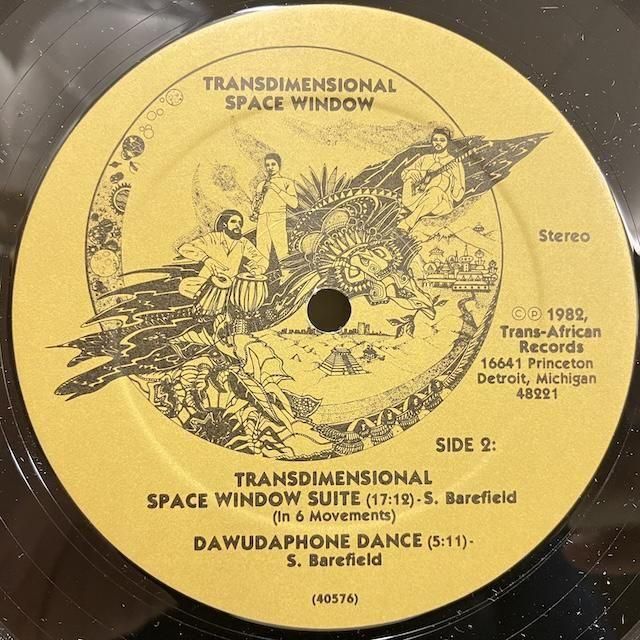 TRANSDIMENSIONAL
SPACE WINDOW
Stereo
©℗ 1982,
Trans-African
Records
16641 Princeton
Detroit, Michigan
48221
SIDE 2:
TRANSDIMENSIONAL
SPACE WINDOW SUITE (17:12)-S. Barefield
(In 6 Movements)
DAWUDAPHONE DANCE (5:11)-
S. Barefield
(40576)